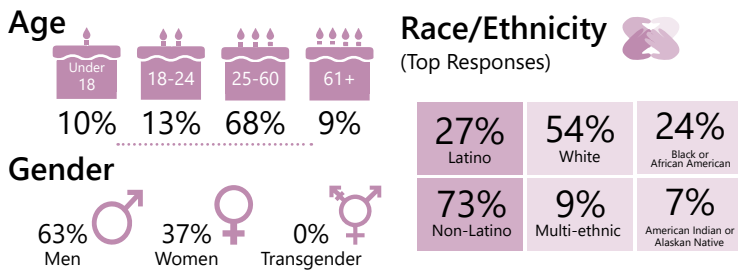 Age
Under
18
18-24
25-60
61+
10%
13%
68%
9%
Gender
63%
Men
37%
Women
0%
Transgender
Race/Ethnicity
(Top Responses)
27%
Latino
54%
White
24%
Black or
African American
73%
Non-Latino
9%
Multi-ethnic
7%
American Indian or
Alaskan Native